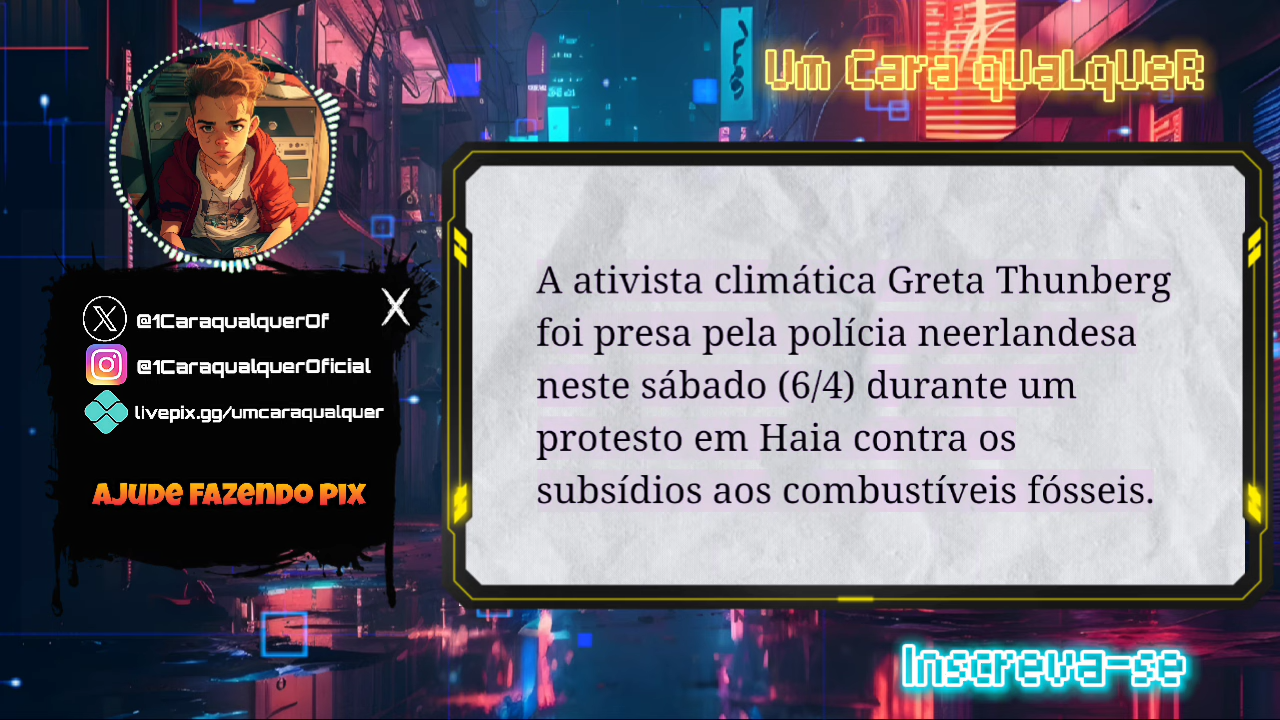 Um Cara qUaLqUeR
@1CaraqualquerOf
@1CaraqualquerOficial
livepix.gg/umcaraqualquer
Ajude Fazendo Pix
A ativista climática Greta Thunberg
foi presa pela polícia neerlandesa
neste sábado (6/4) durante um
protesto em Haia contra os
subsídios aos combustíveis fósseis.
Inscreva-se